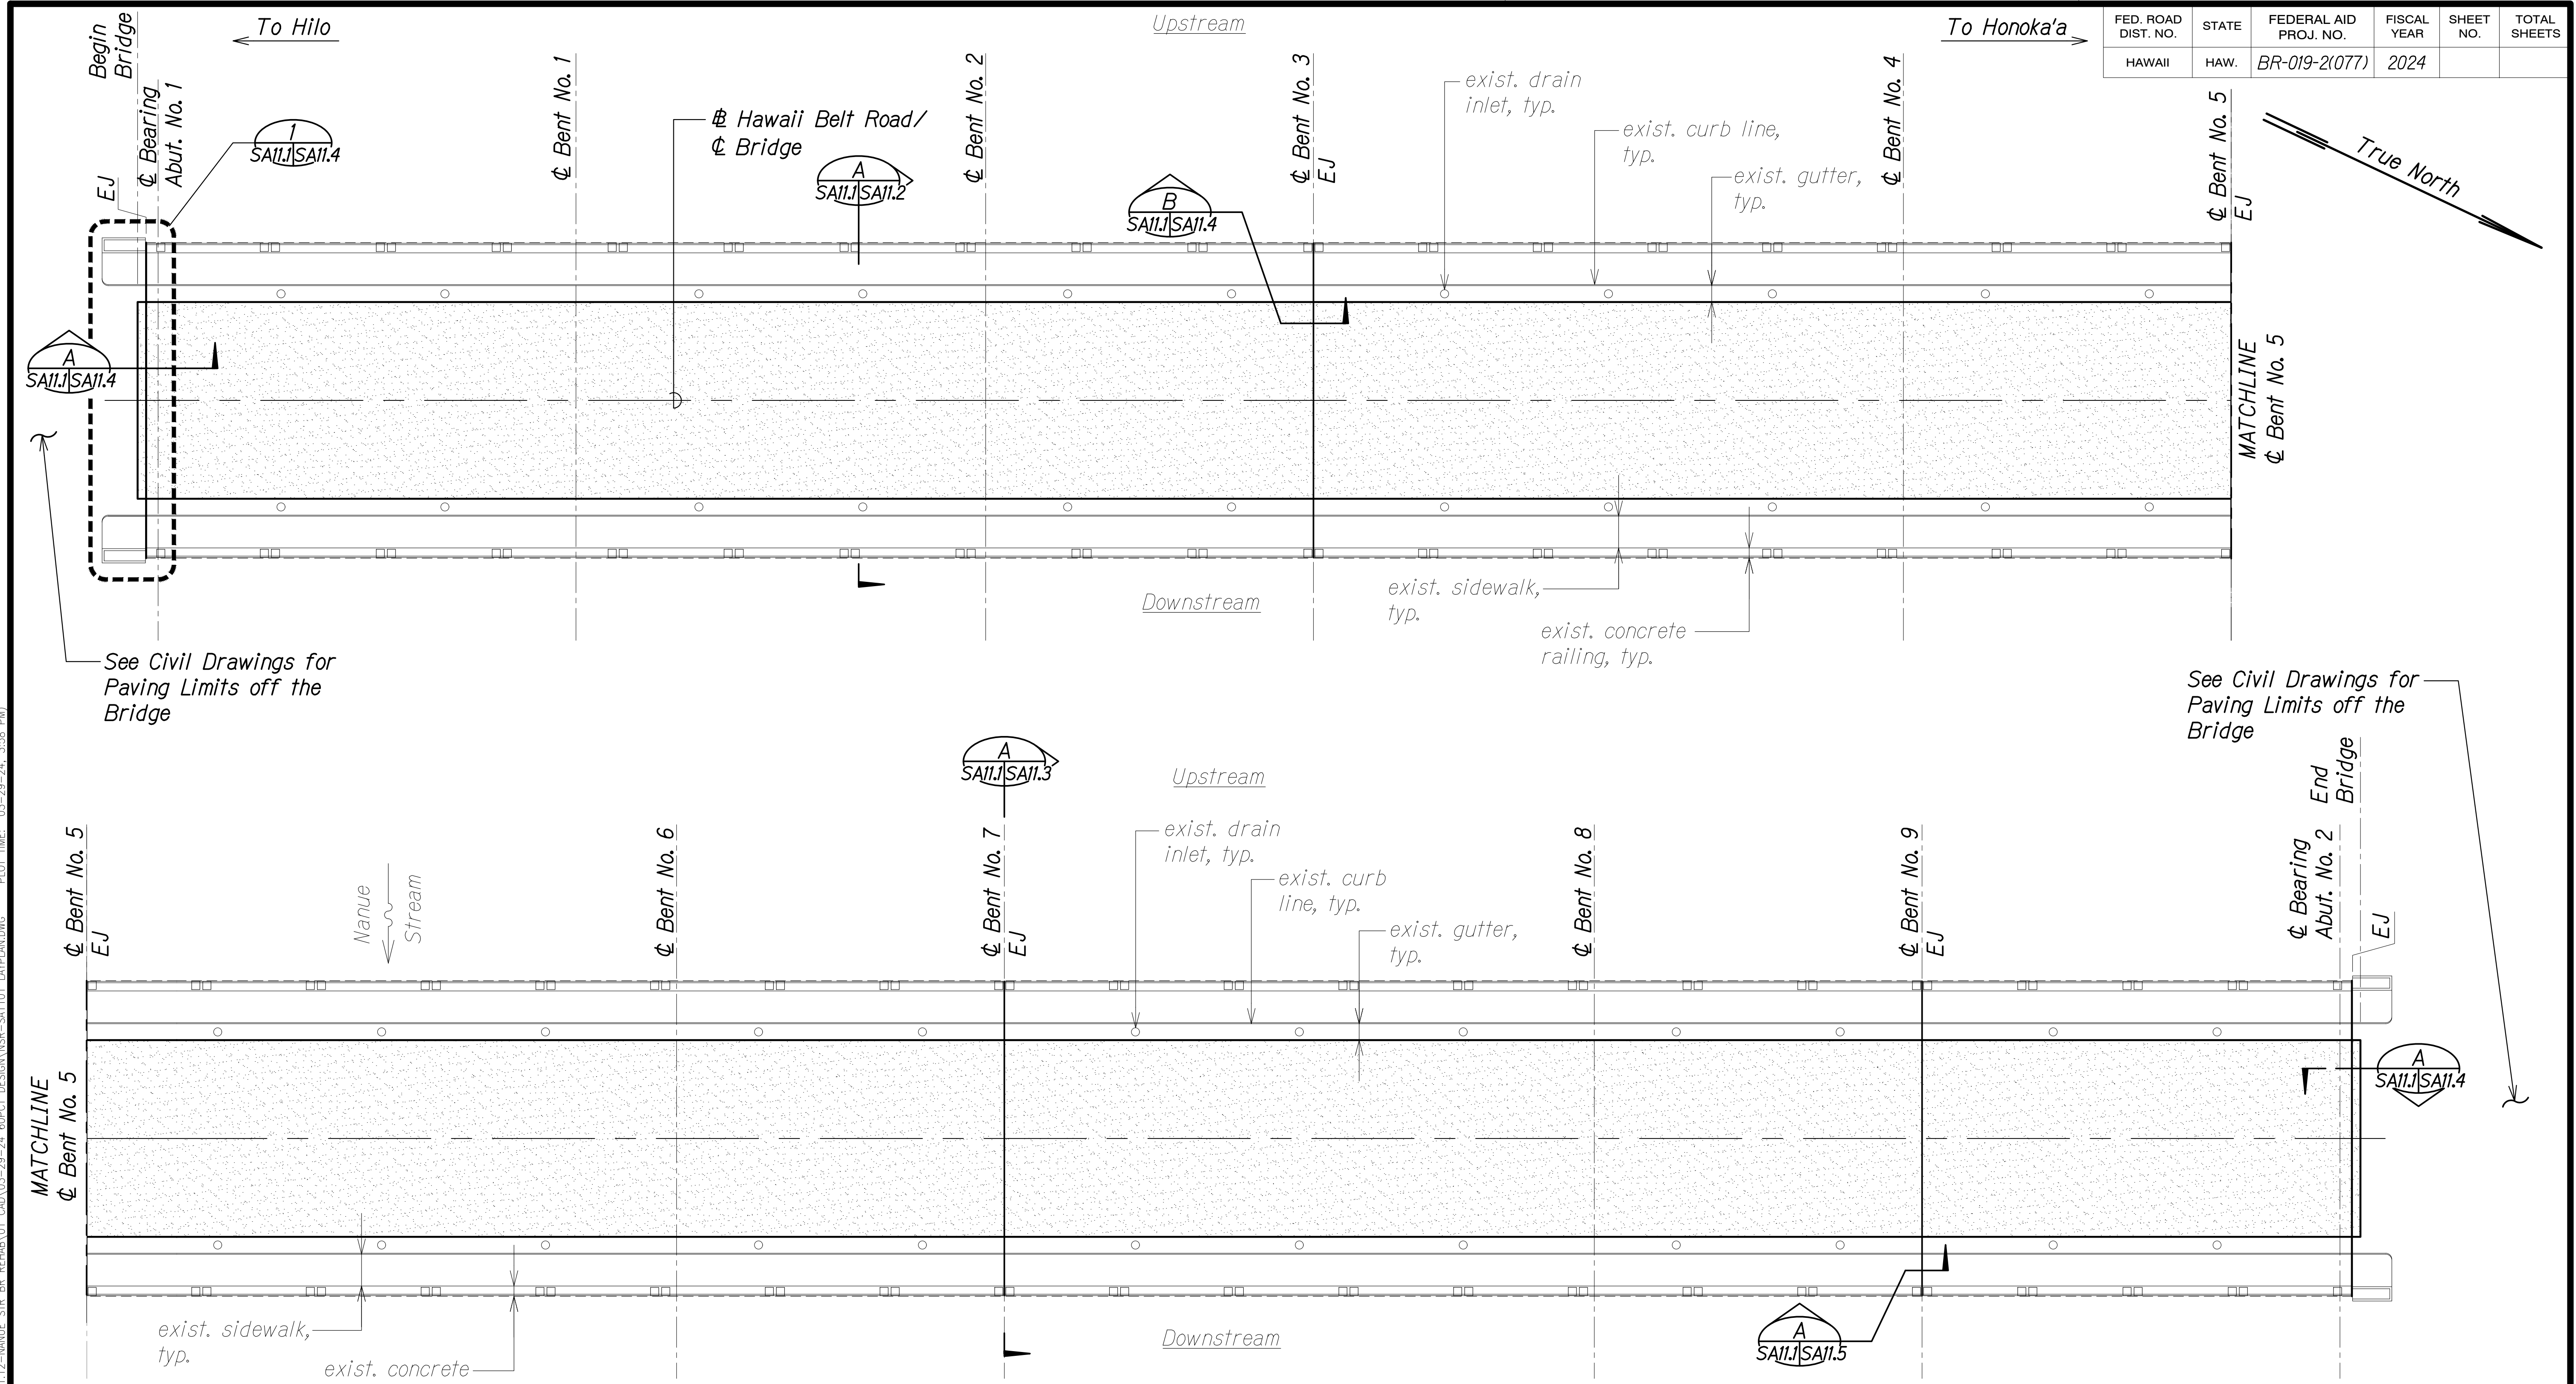 To Hilo
Upstream
To Honoka'a
FED. ROAD DIST. NO.
STATE
FEDERAL AID PROJ. NO.
FISCAL YEAR
SHEET NO.
TOTAL SHEETS
HAWAII
HAW.
BR-019-2(077)
2024
True North
Begin
Bridge
EJ
℄ Bearing
Abut. No. 1
1
SA11.1 SA11.4
℄ Bent No. 1
Hawaii Belt Road/
℄ Bridge
A
SA11.1 SA11.2
℄ Bent No. 2
B
SA11.1 SA11.4
℄ Bent No. 3
EJ
exist. drain
inlet, typ.
exist. curb line,
typ.
exist. gutter,
typ.
℄ Bent No. 4
℄ Bent No. 5
EJ
A
SA11.1 SA11.4
MATCHLINE
℄ Bent No. 5
exist. sidewalk,
typ.
exist. concrete
railing, typ.
Downstream
See Civil Drawings for
Paving Limits off the
Bridge
See Civil Drawings for
Paving Limits off the
Bridge
A
SA11.1 SA11.3
Upstream
℄ Bent No. 5
EJ
Nanue
Stream
℄ Bent No. 6
℄ Bent No. 7
EJ
exist. drain
inlet, typ.
exist. curb
line, typ.
exist. gutter,
typ.
℄ Bent No. 8
℄ Bent No. 9
EJ
℄ Bearing
Abut. No. 2
End
Bridge
EJ
MATCHLINE
℄ Bent No. 5
A
SA11.1 SA11.4
exist. sidewalk,
typ.
exist. concrete
Downstream
A
SA11.1 SA11.5